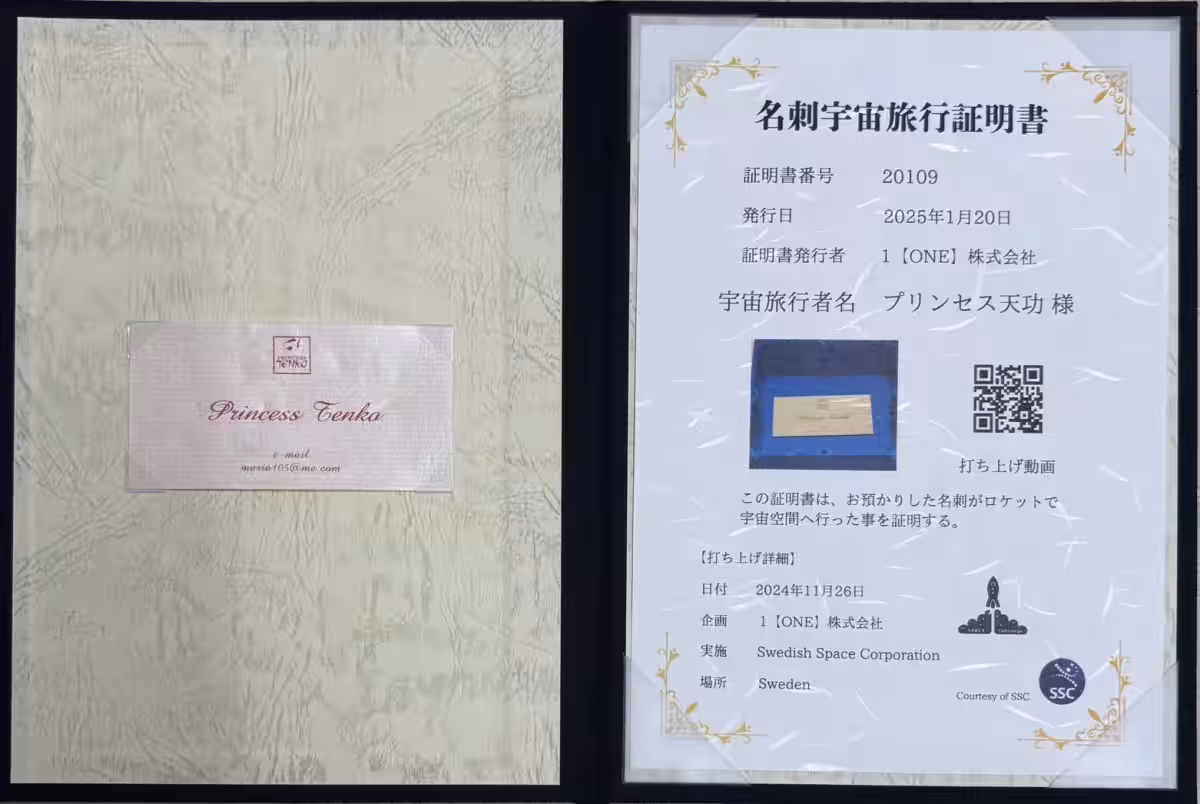 PRINCESS
TENKO
Princess Tenko
e-mail
maria105@me.com
名刺宇宙旅行証明書
証明書番号 20109
発行日 2025年1月20日
証明書発行者 1【ONE】株式会社
宇宙旅行者名 プリンセス天功 様
打ち上げ動画
この証明書は、お預かりした名刺がロケットで
宇宙空間へ行った事を証明する。
【打ち上げ詳細】
日付 2024年11月26日
企画 1【ONE】株式会社
実施 Swedish Space Corporation
場所 Sweden
Courtesy of SSC
SSC